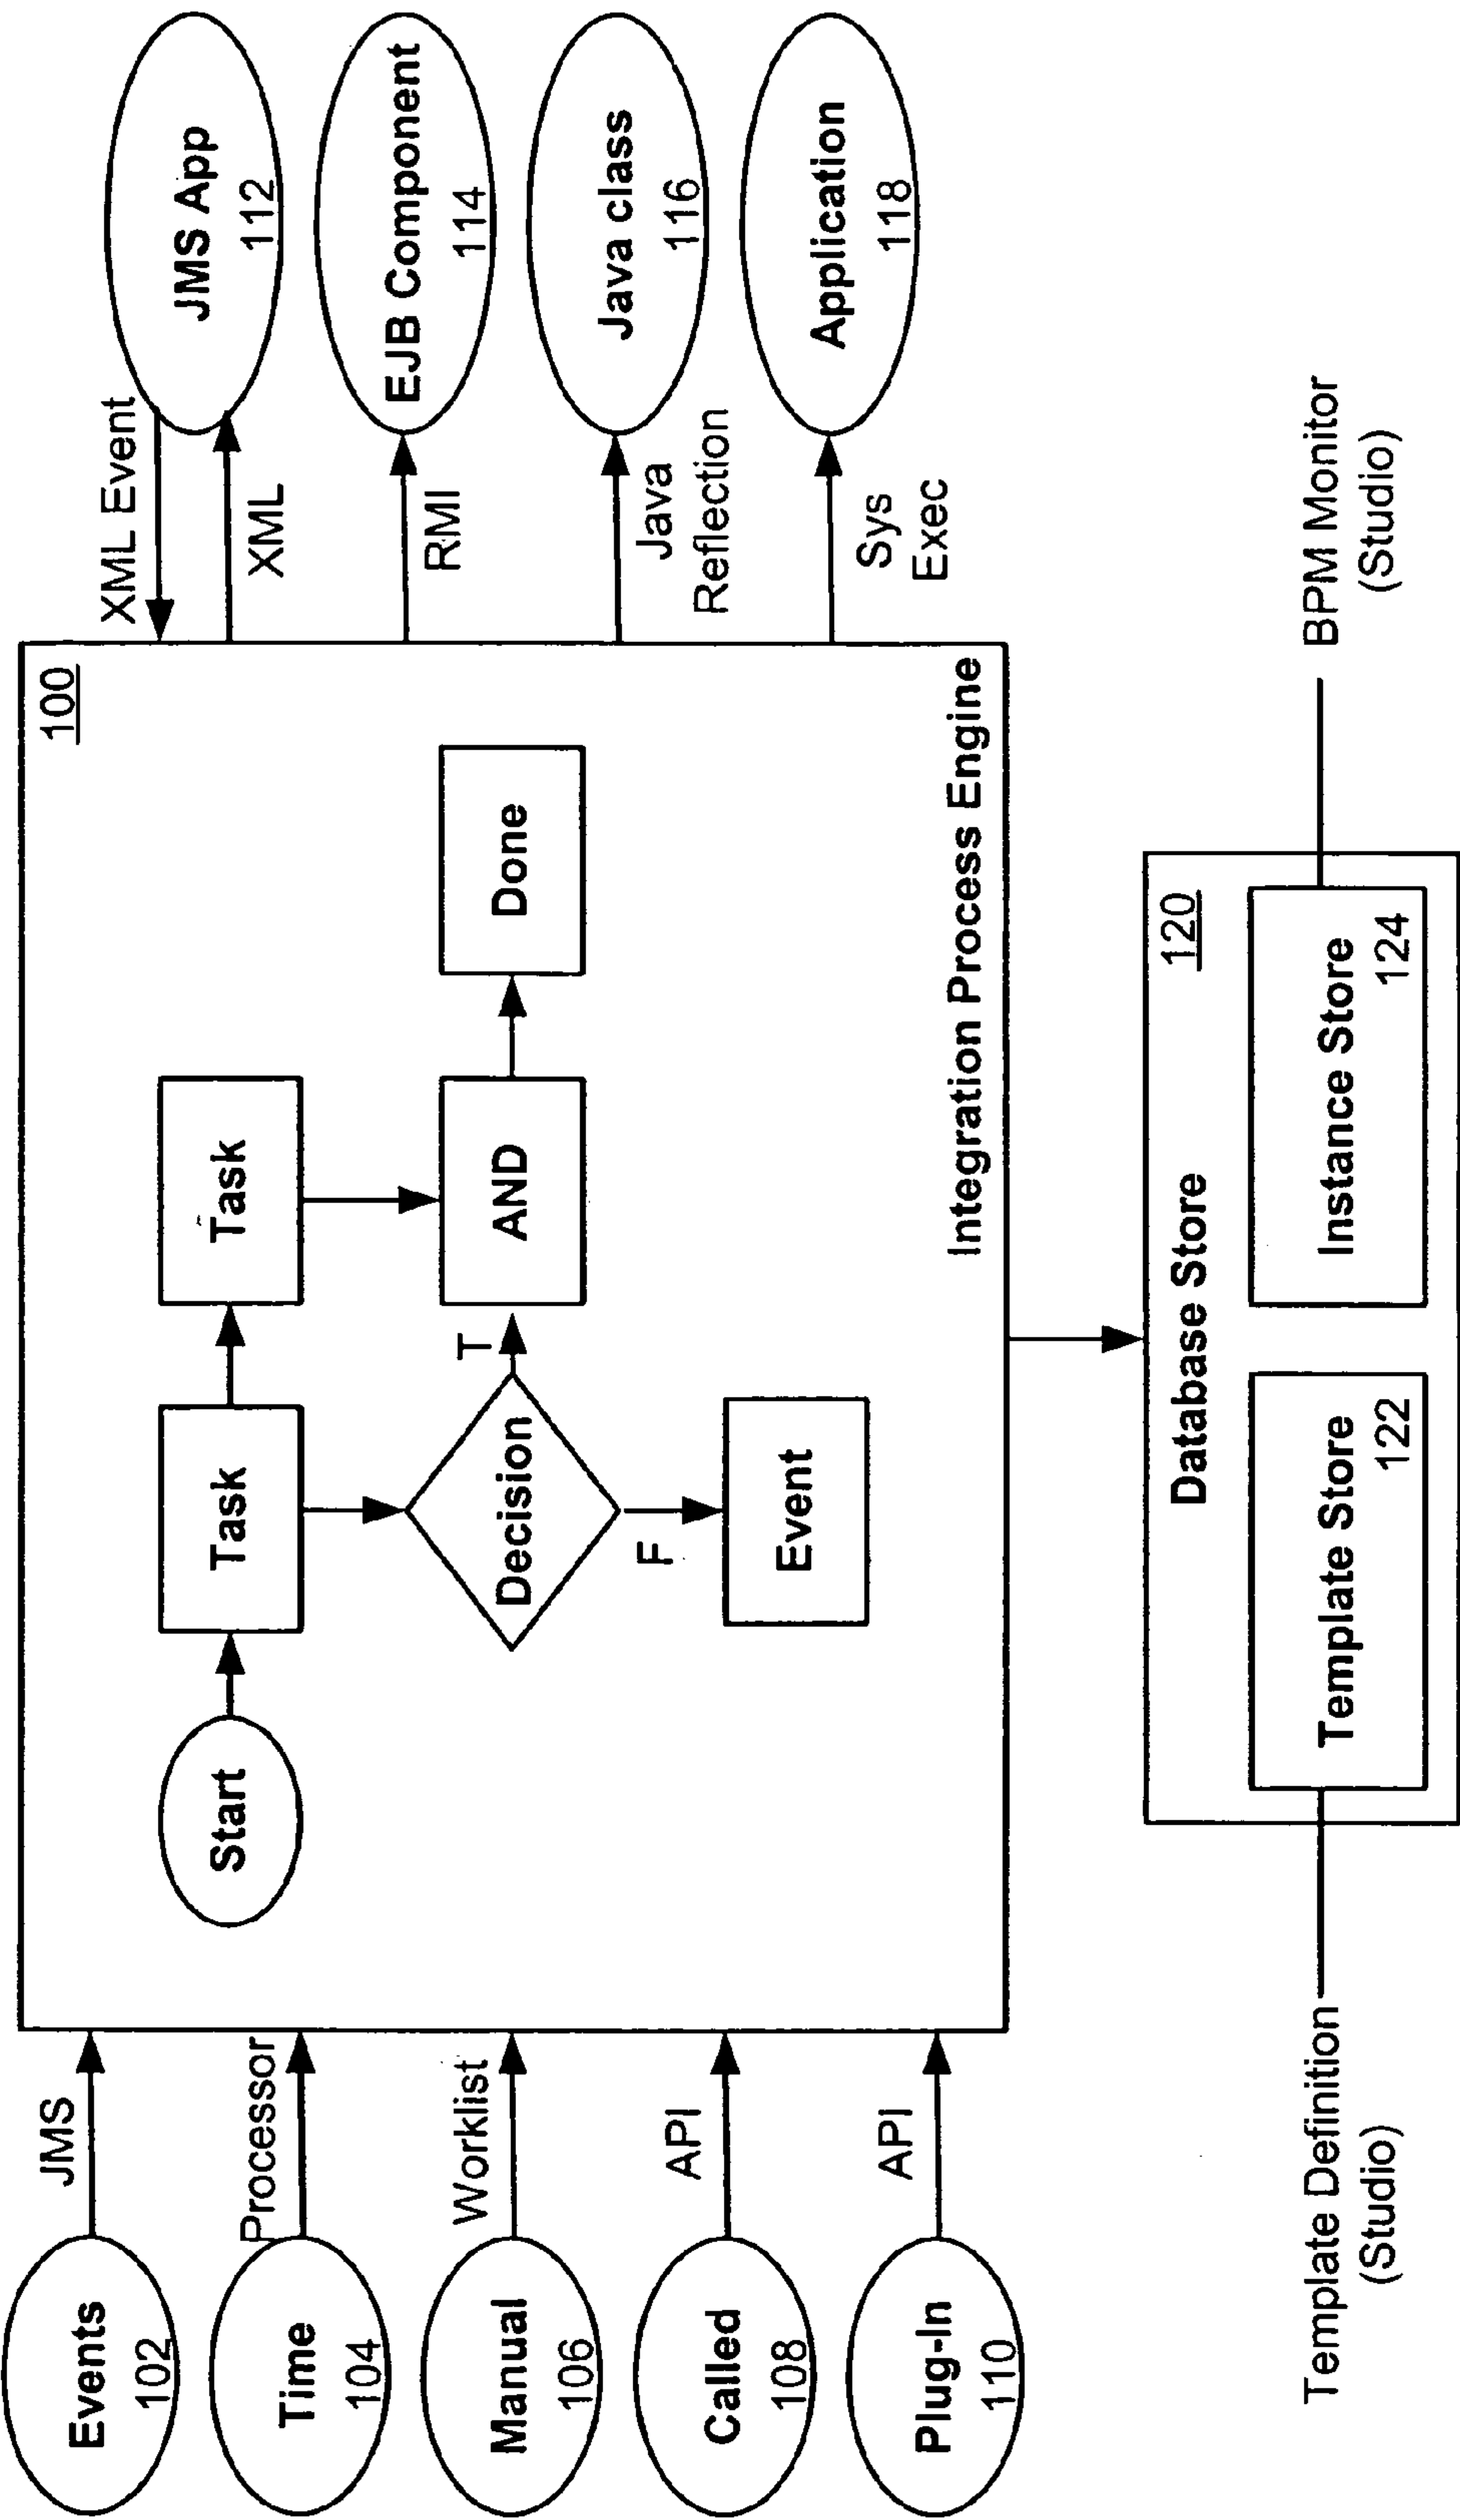 Events
102
JMS
Time
104
Processor
Manual
106
Worklist
Called
108
API
Plug-In
110
API
100
Start
Task
Task
Decision
T
F
AND
Done
Event
Integration Process Engine
XML Event
XML
JMS App
112
RMI
EJB Component
114
Java
Reflection
Java class
116
Sys
Exec
Application
118
Database Store
120
Template Store
122
Instance Store
124
Template Definition
(Studio)
BPM Monitor
(Studio)